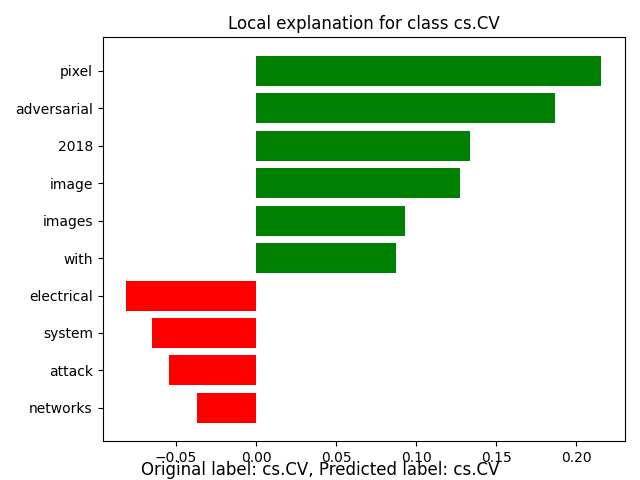 Local explanation for class cs.CV
pixel
adversarial
2018
image
images
with
electrical
system
attack
networks
−0.05 0.00 0.05 0.10 0.15 0.20
Original label: cs.CV, Predicted label: cs.CV